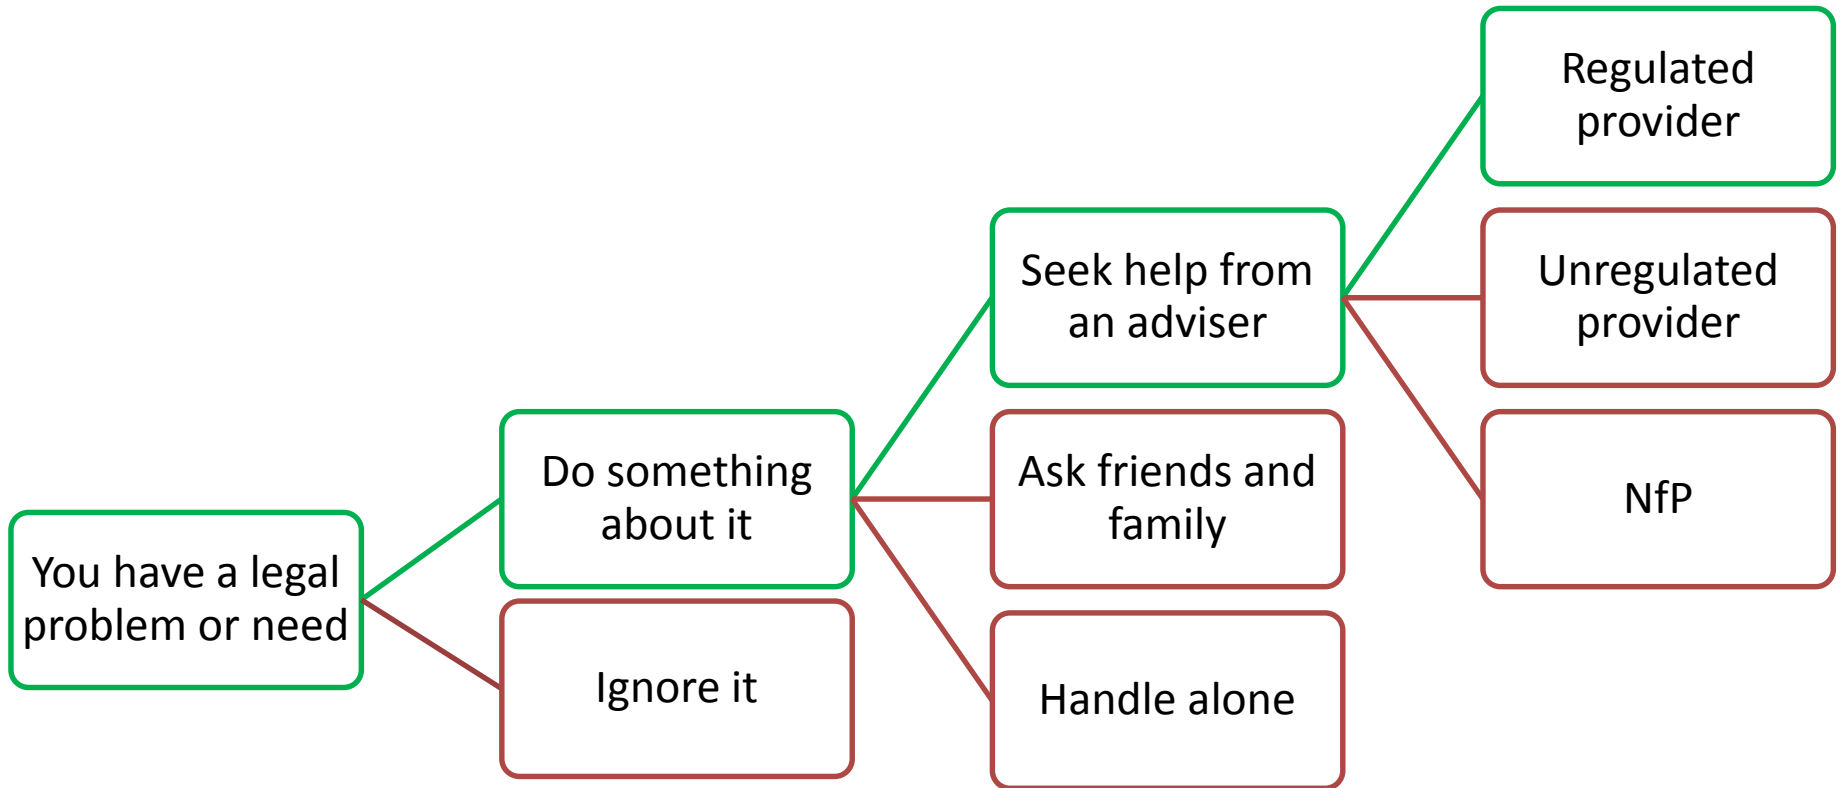 You have a legal
problem or need
Do something
about it
Ignore it
Seek help from
an adviser
Ask friends and
family
Handle alone
Regulated
provider
Unregulated
provider
NfP